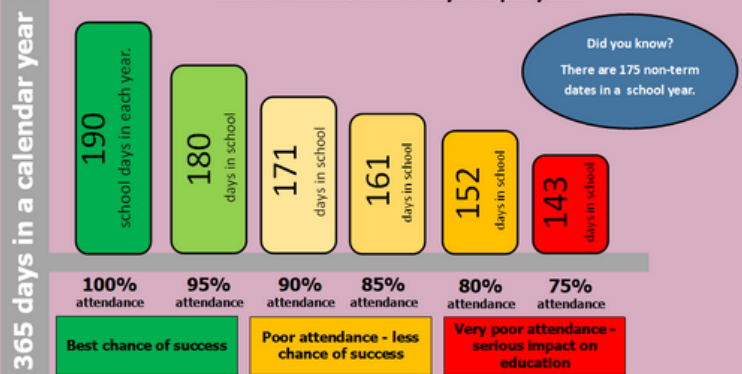 365 days in a calendar year
Did you know?
There are 175 non-term
dates in a school year.
190
school days in each year.
180
days in school
171
days in school
161
days in school
152
days in school
143
days in school
100%
attendance
95%
attendance
90%
attendance
85%
attendance
80%
attendance
75%
attendance
Best chance of success
Poor attendance - less
chance of success
Very poor attendance -
serious impact on
education